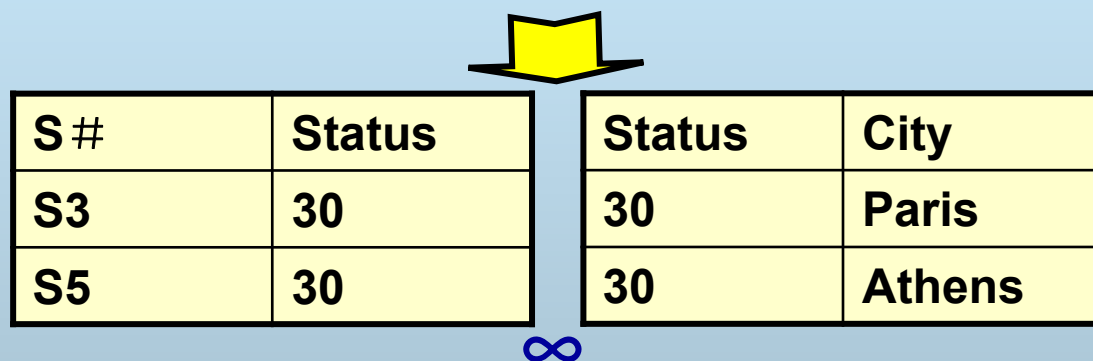 S# Status Status City
S3 30 30 Paris
S5 30 30 Athens
∞